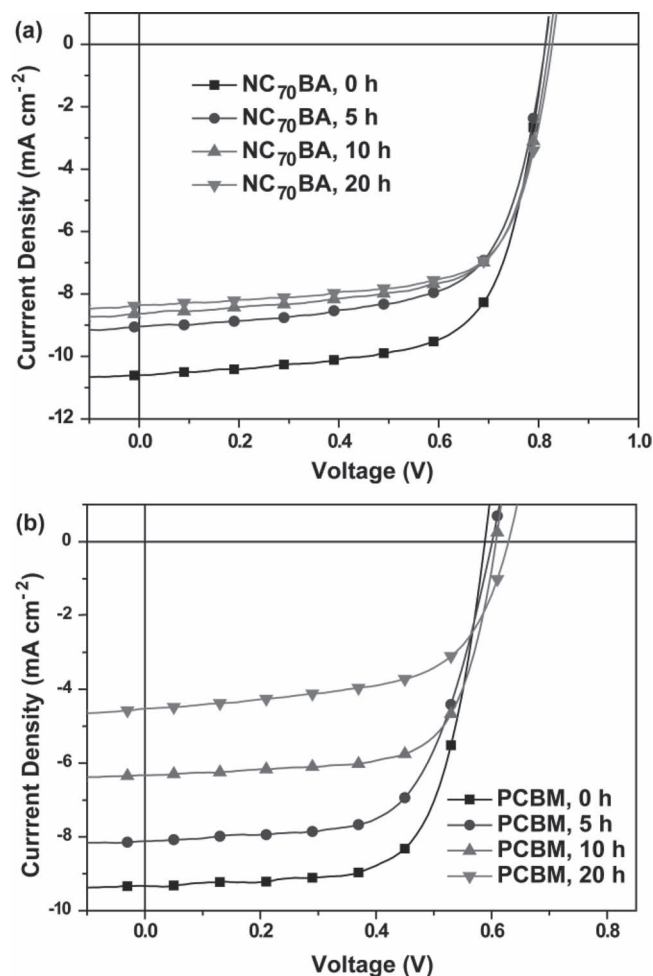 (a)
0
-2
-4
-6
-8
-10
-12
Currrent Density (mA cm⁻²)
NC₇₀BA, 0 h
NC₇₀BA, 5 h
NC₇₀BA, 10 h
NC₇₀BA, 20 h
0.0 0.2 0.4 0.6 0.8 1.0
Voltage (V)
(b)
0
-2
-4
-6
-8
-10
Currrent Density (mA cm⁻²)
PCBM, 0 h
PCBM, 5 h
PCBM, 10 h
PCBM, 20 h
0.0 0.2 0.4 0.6 0.8
Voltage (V)